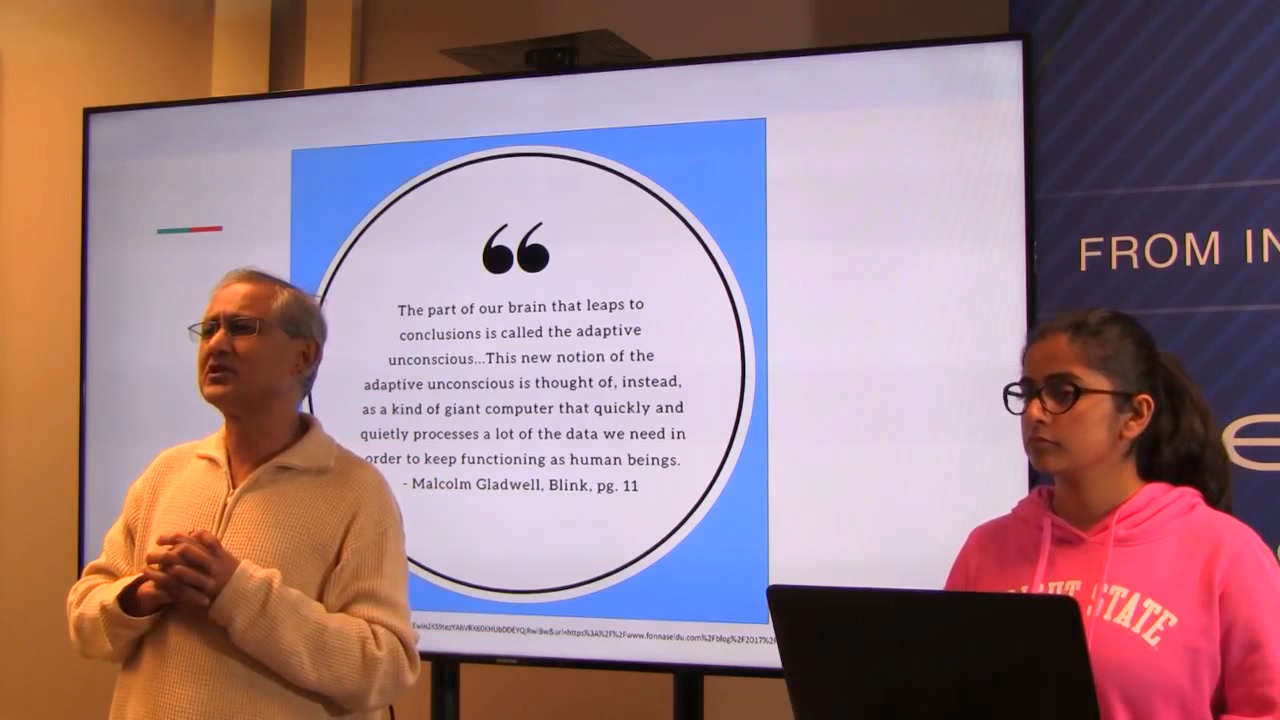 “
The part of our brain that leaps to
conclusions is called the adaptive
unconscious...This new notion of the
adaptive unconscious is thought of, instead,
as a kind of giant computer that quickly and
quietly processes a lot of the data we need in
order to keep functioning as human beings.
- Malcolm Gladwell, Blink, pg. 11
FROM IN
STATE